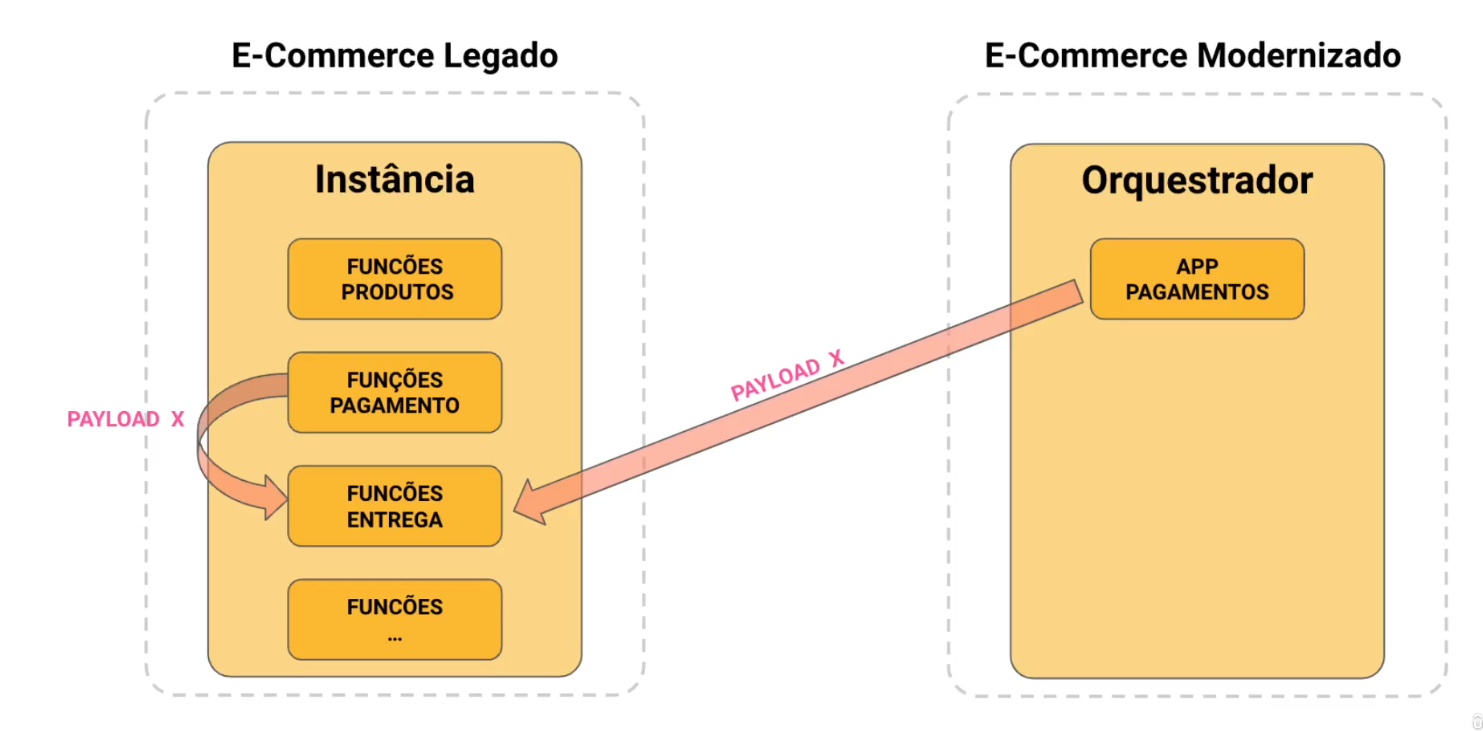 E-Commerce Legado
E-Commerce Modernizado
Instância
FUNCÕES
PRODUTOS
FUNÇÕES
PAGAMENTO
PAYLOAD X
FUNCÕES
ENTREGA
FUNCÕES
...
PAYLOAD X
Orquestrador
APP
PAGAMENTOS